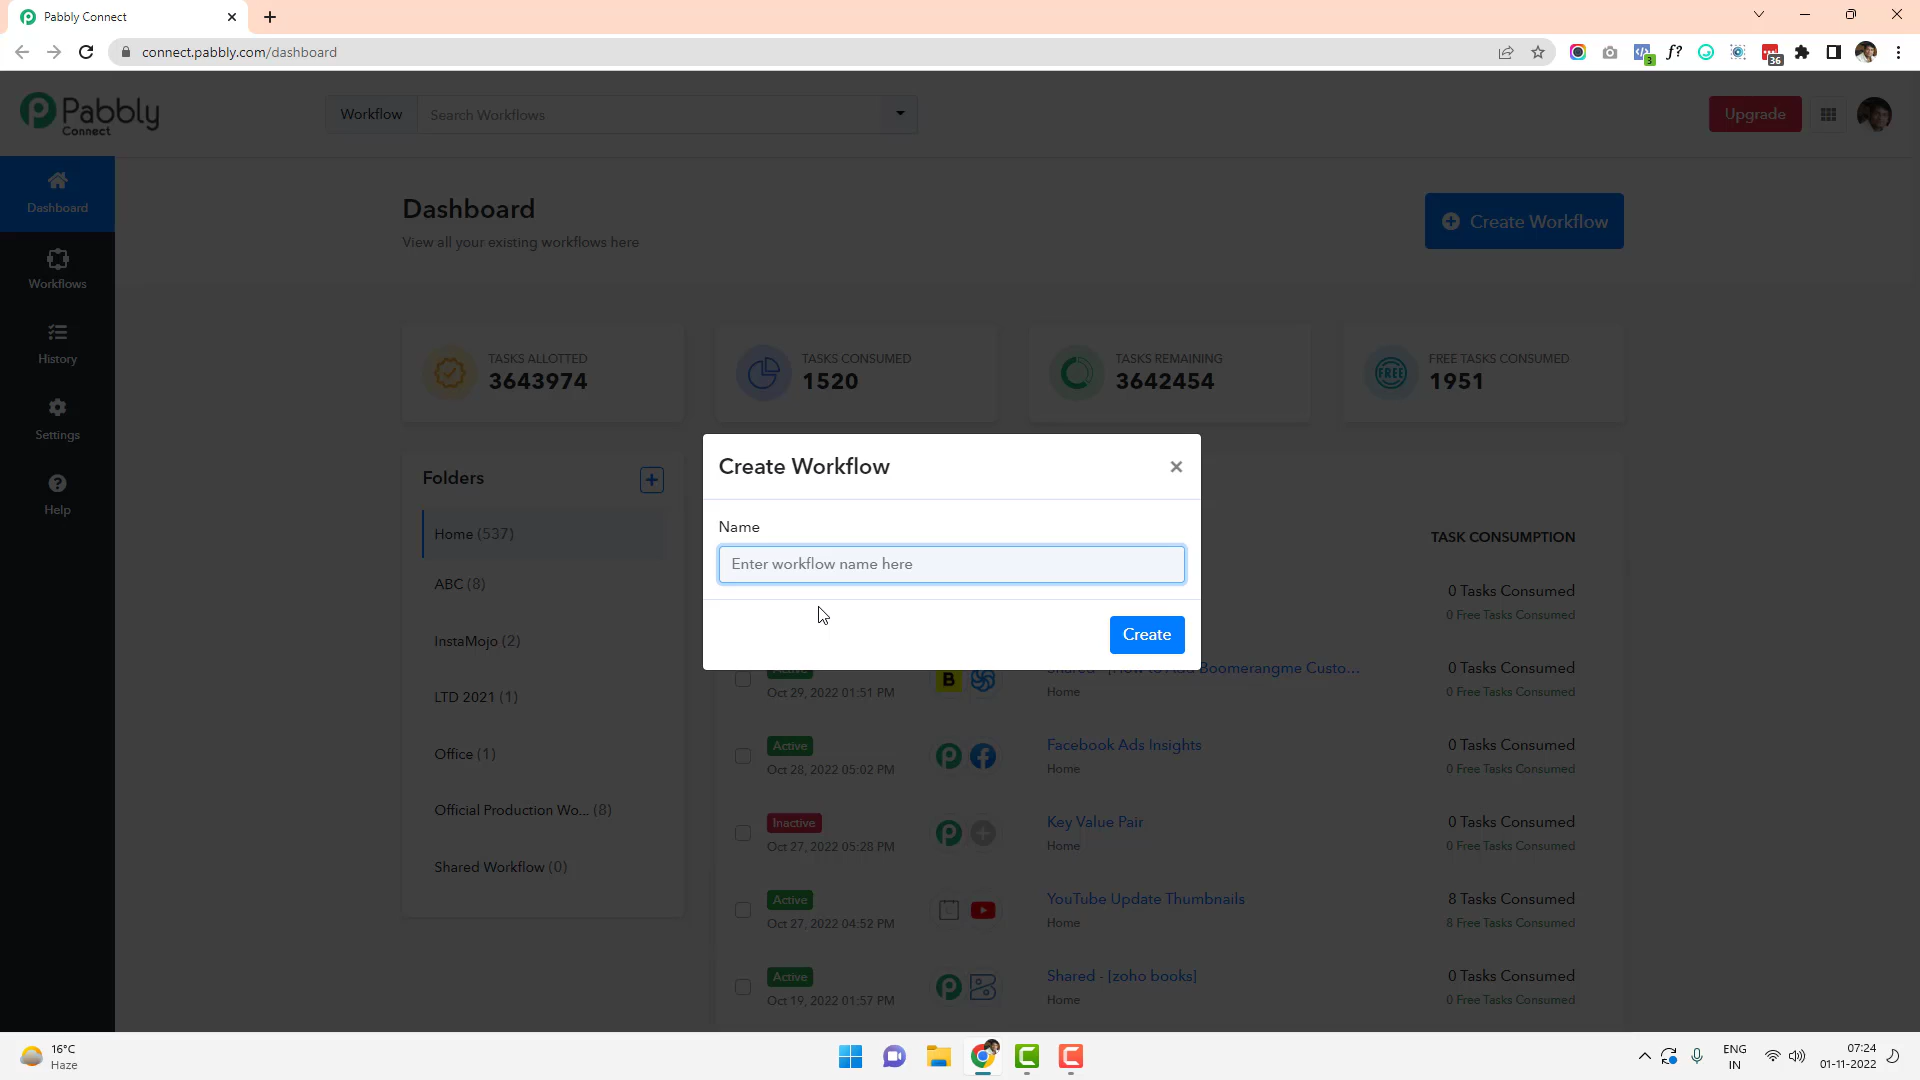 Pabbly Connect
connect.pabbly.com/dashboard
3
f?
36
Pabbly
Connect
Workflow
Search Workflows
Upgrade
Dashboard
Workflows
History
Settings
Help
Dashboard
View all your existing workflows here
Create Workflow
TASKS ALLOTTED
3643974
TASKS CONSUMED
1520
TASKS REMAINING
3642454
FREE
FREE TASKS CONSUMED
1951
Folders
Home (537)
ABC (8)
InstaMojo (2)
LTD 2021 (1)
Office (1)
Official Production Wo... (8)
Shared Workflow (0)
Create Workflow
Name
Enter workflow name here
Create
TASK CONSUMPTION
0 Tasks Consumed
0 Free Tasks Consumed
Active
Oct 29, 2022 01:51 PM
B
Shared - [How to Add Boomerangme Custo...
Home
0 Tasks Consumed
0 Free Tasks Consumed
Active
Oct 28, 2022 05:02 PM
Facebook Ads Insights
Home
0 Tasks Consumed
0 Free Tasks Consumed
Inactive
Oct 27, 2022 05:28 PM
Key Value Pair
Home
0 Tasks Consumed
0 Free Tasks Consumed
Active
Oct 27, 2022 04:52 PM
YouTube Update Thumbnails
Home
8 Tasks Consumed
8 Free Tasks Consumed
Active
Oct 19, 2022 01:57 PM
Shared - [zoho books]
Home
0 Tasks Consumed
0 Free Tasks Consumed
16°C
Haze
ENG
IN
07:24
01-11-2022